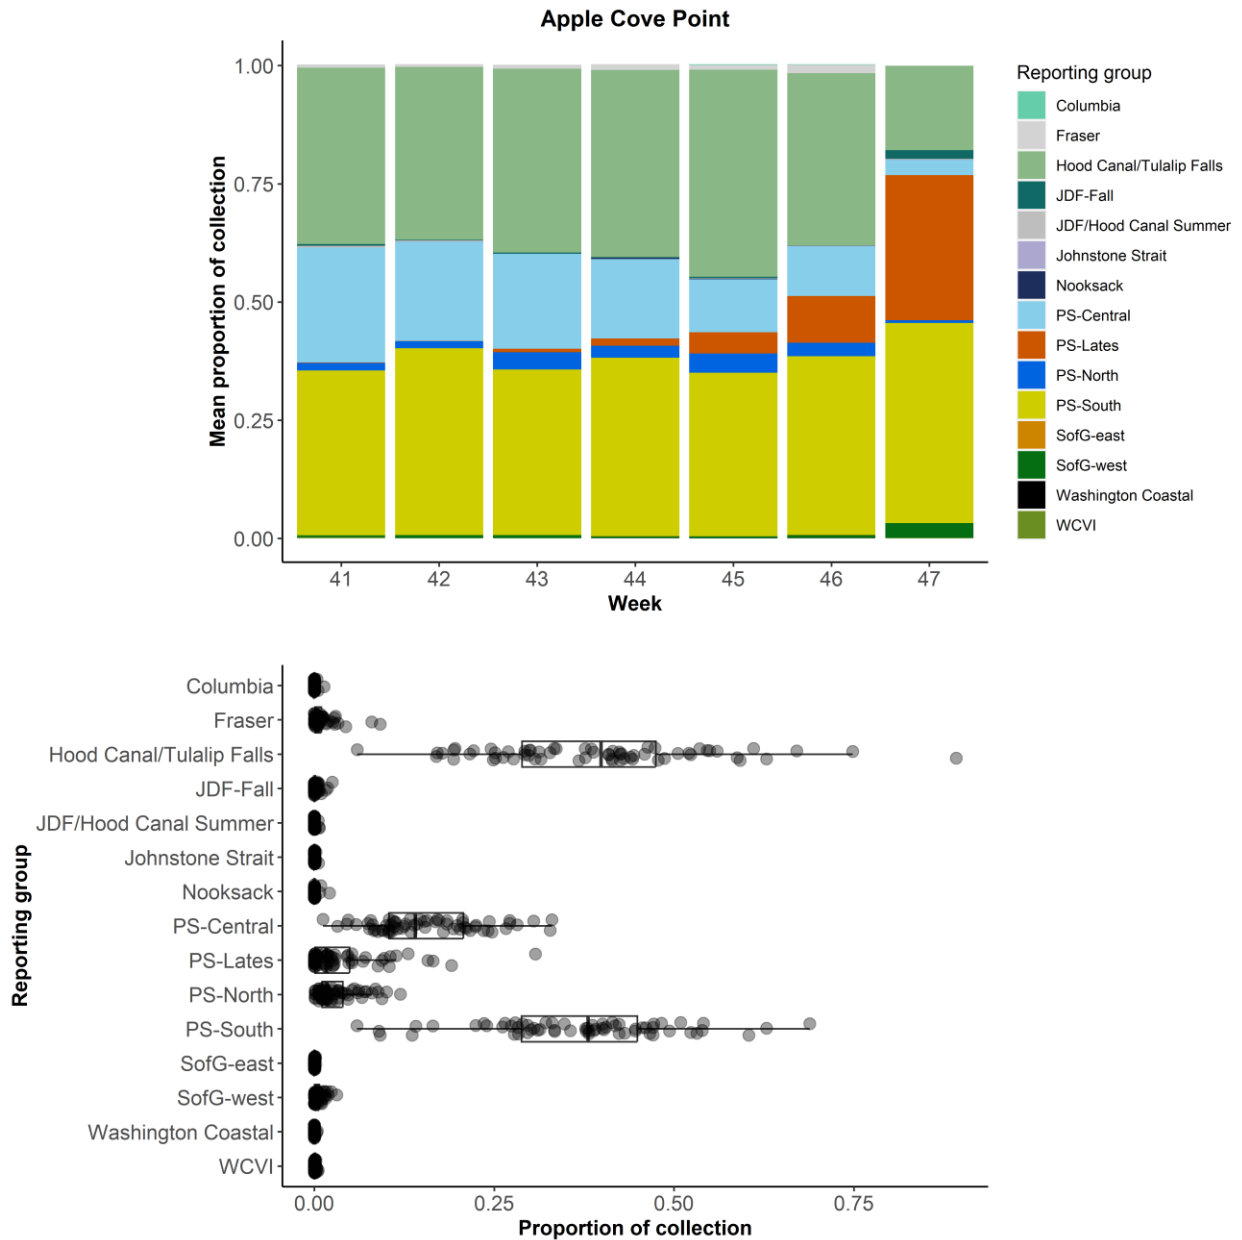 Apple Cove Point
Mean proportion of collection
1.00
0.75
0.50
0.25
0.00
41 42 43 44 45 46 47
Week
Reporting group
Columbia
Fraser
Hood Canal/Tulalip Falls
JDF-Fall
JDF/Hood Canal Summer
Johnstone Strait
Nooksack
PS-Central
PS-Lates
PS-North
PS-South
SofG-east
SofG-west
Washington Coastal
WCVI
Reporting group
Columbia
Fraser
Hood Canal/Tulalip Falls
JDF-Fall
JDF/Hood Canal Summer
Johnstone Strait
Nooksack
PS-Central
PS-Lates
PS-North
PS-South
SofG-east
SofG-west
Washington Coastal
WCVI
0.00 0.25 0.50 0.75
Proportion of collection